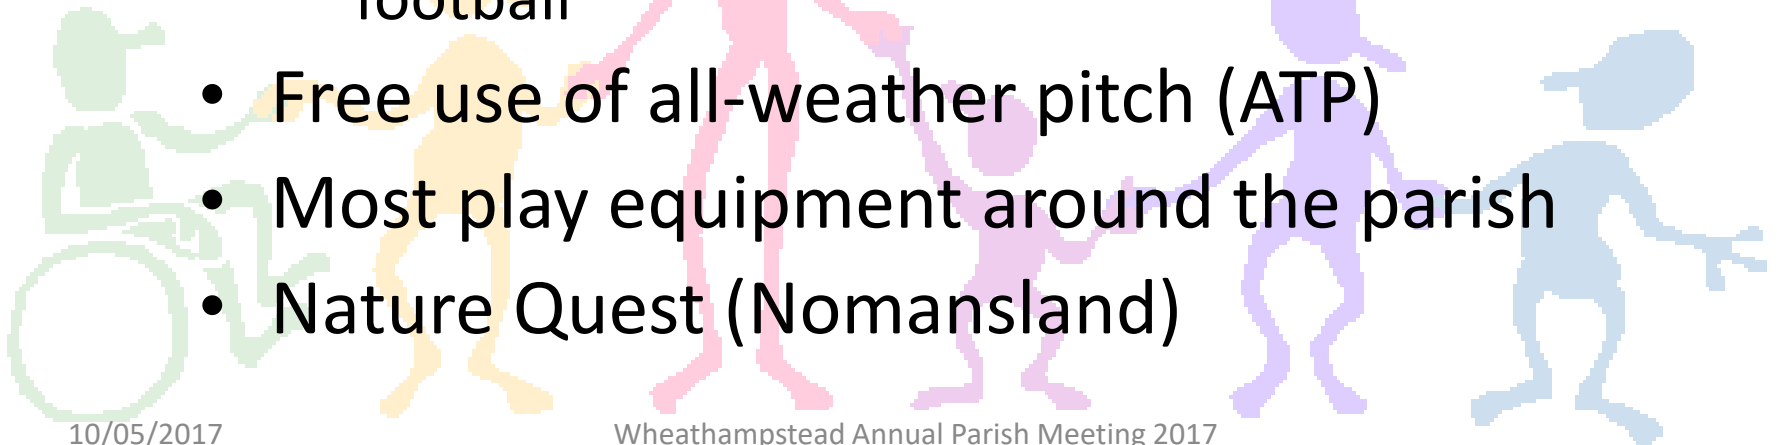 football
• Free use of all-weather pitch (ATP)
• Most play equipment around the parish
• Nature Quest (Nomansland)
10/05/2017 Wheathampstead Annual Parish Meeting 2017